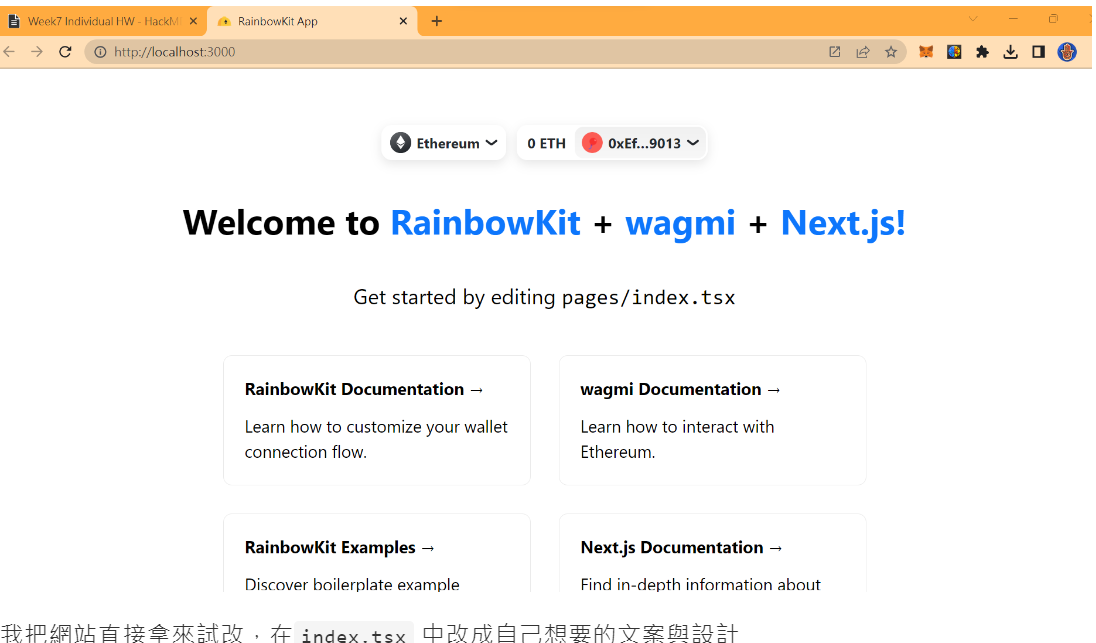 Week7 Individual HW - HackM
RainbowKit App
http://localhost:3000
Ethereum
0 ETH 0xEf...9013
Welcome to RainbowKit + wagmi + Next.js!
Get started by editing pages/index.tsx
RainbowKit Documentation →
Learn how to customize your wallet
connection flow.
wagmi Documentation →
Learn how to interact with
Ethereum.
RainbowKit Examples →
Discover boilerplate example
Next.js Documentation →
Find in-depth information about
我把網站直接拿來試改，在 index.tsx 中改成自己想要的文案與設計